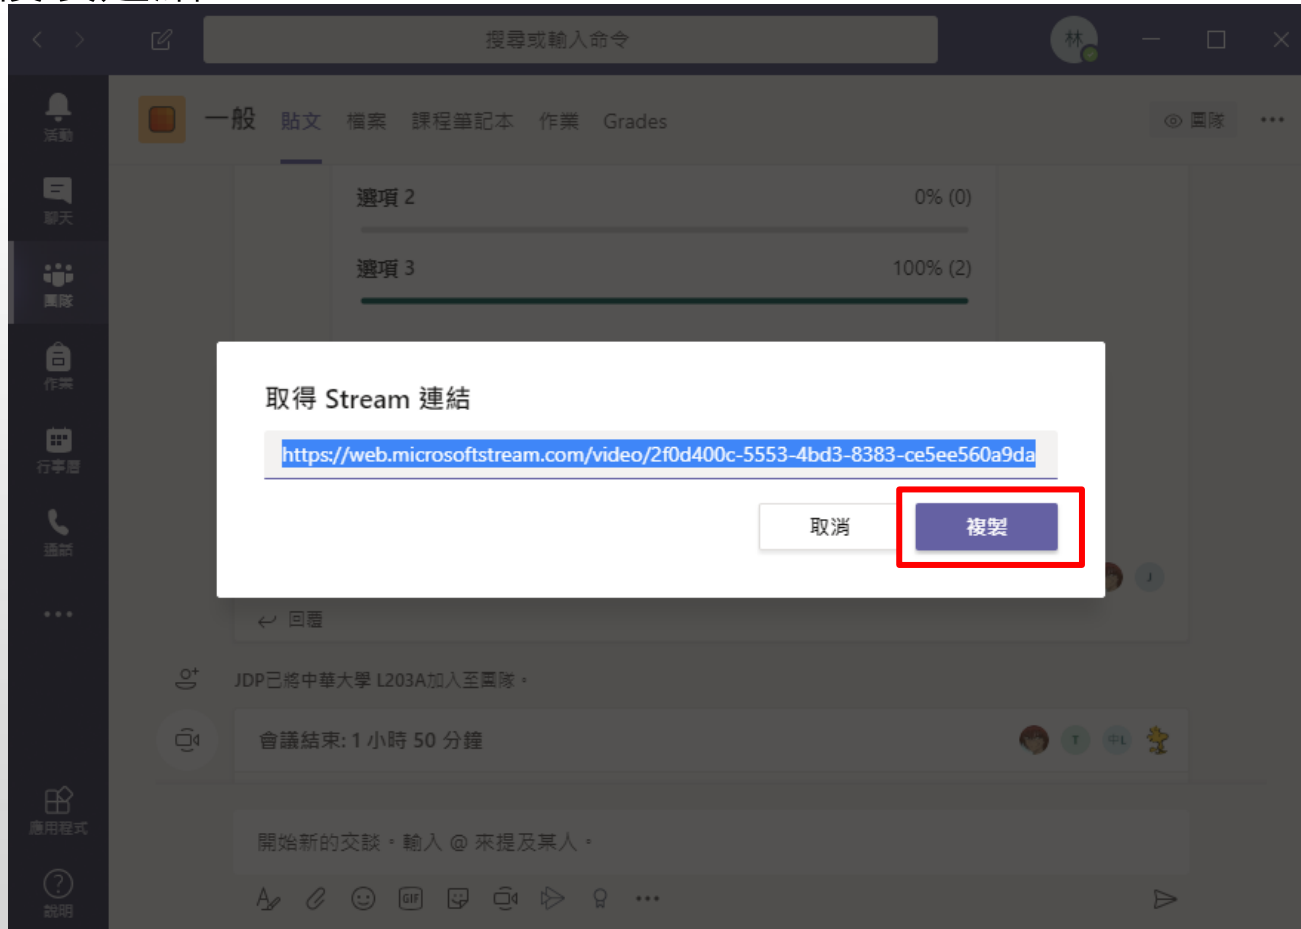 搜尋或輸入命令
林
活動
一般 貼文 檔案 課程筆記本 作業 Grades
團隊
聊天
選項 2 0% (0)
選項 3 100% (2)
團隊
作業
取得 Stream 連結
行事曆
https://web.microsoftstream.com/video/2f0d400c-5553-4bd3-8383-ce5ee560a9da
取消 複製
通話
J
回覆
JDP已將中華大學 L203A加入至團隊。
會議結束: 1 小時 50 分鐘
T 中L
應用程式
開始新的交談。輸入 @ 來提及某人。
GIF
說明